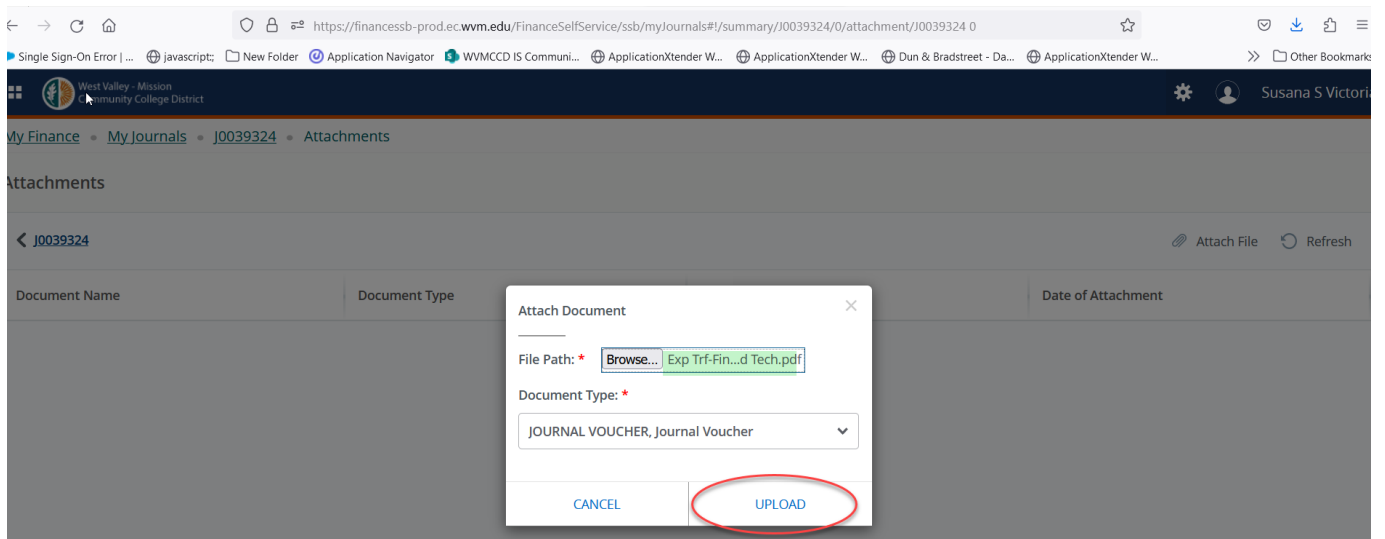 https://financessb-prod.ec.wvm.edu/FinanceSelfService/ssb/myJournals#!/summary/J0039324/0/attachment/J0039324 0
Single Sign-On Error | ... javascript:; New Folder Application Navigator WVMCCD IS Communi... ApplicationXtender W... ApplicationXtender W... Dun & Bradstreet - Da... ApplicationXtender W... Other Bookmarks
West Valley - Mission
Community College District
Susana S Victoria
My Finance My Journals J0039324 Attachments
Attachments
J0039324 Attach File Refresh
Document Name Document Type Date of Attachment
Attach Document
File Path: * Browse... Exp Trf-Fin...d Tech.pdf
Document Type: *
JOURNAL VOUCHER, Journal Voucher
CANCEL UPLOAD